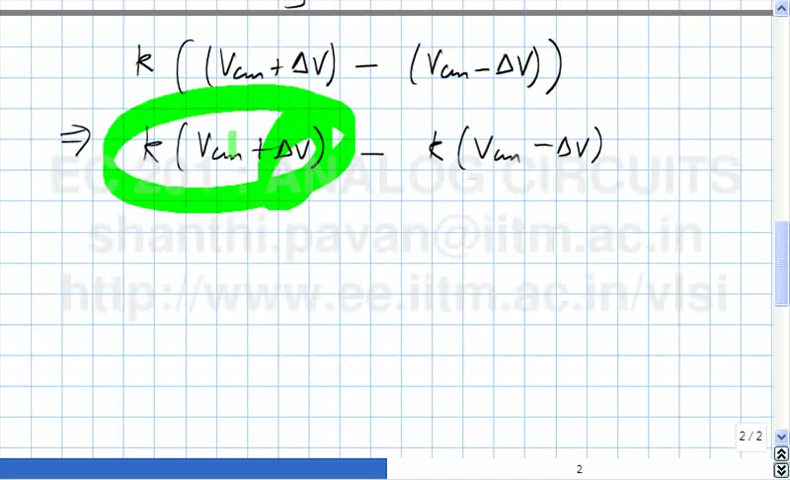 k ( (Vcm + ΔV) − (Vcm − ΔV) )
⇒ k (Vcm + ΔV) − k (Vcm − ΔV)
EC 201 : ANALOG CIRCUITS
shanthi.pavan@iitm.ac.in
http://www.ee.iitm.ac.in/vlsi
2 / 2
2